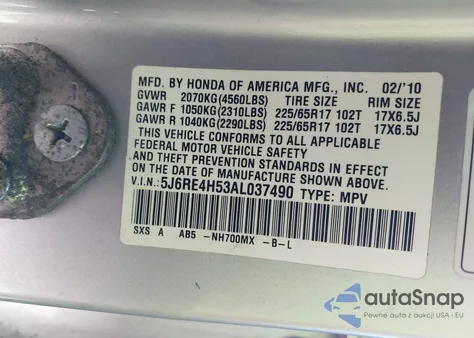 MFD. BY HONDA OF AMERICA MFG., INC. 02/'10
GVWR 2070KG(4560LBS) TIRE SIZE RIM SIZE
GAWR F 1050KG(2310LBS) 225/65R17 102T 17X6.5J
GAWR R 1040KG(2290LBS) 225/65R17 102T 17X6.5J
THIS VEHICLE CONFORMS TO ALL APPLICABLE
FEDERAL MOTOR VEHICLE SAFETY
AND THEFT PREVENTION STANDARDS IN EFFECT
ON THE DATE OF MANUFACTURE SHOWN ABOVE.
V.I.N.: 5J6RE4H53AL037490 TYPE: MPV
SXS A AB5 -NH700MX -B-L
autoSnap
Pewne auta z aukcji USA i EU